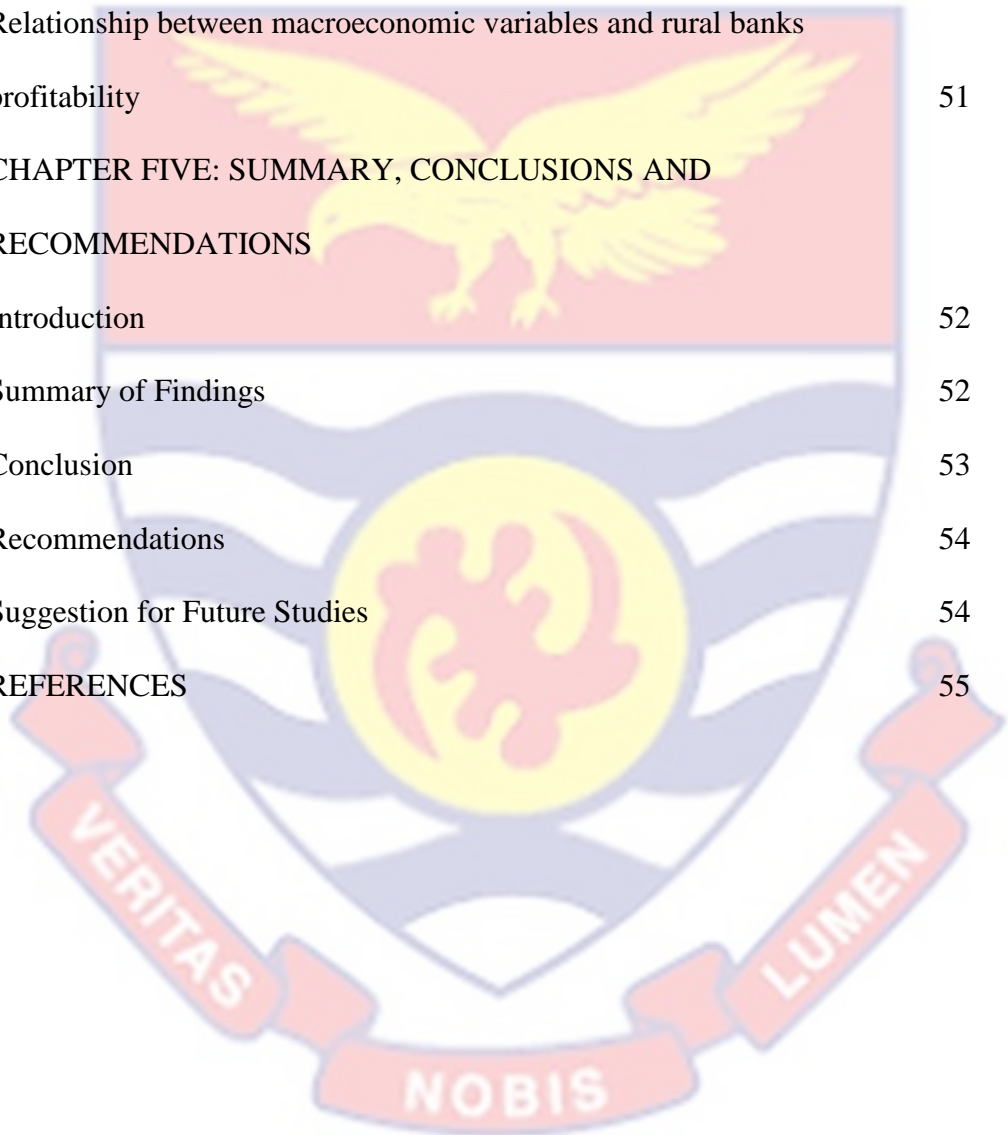 Relationship between macroeconomic variables and rural banks
profitability 51
CHAPTER FIVE: SUMMARY, CONCLUSIONS AND
RECOMMENDATIONS
Introduction 52
Summary of Findings 52
Conclusion 53
Recommendations 54
Suggestion for Future Studies 54
REFERENCES 55
VERITAS
NOBIS
LUMEN